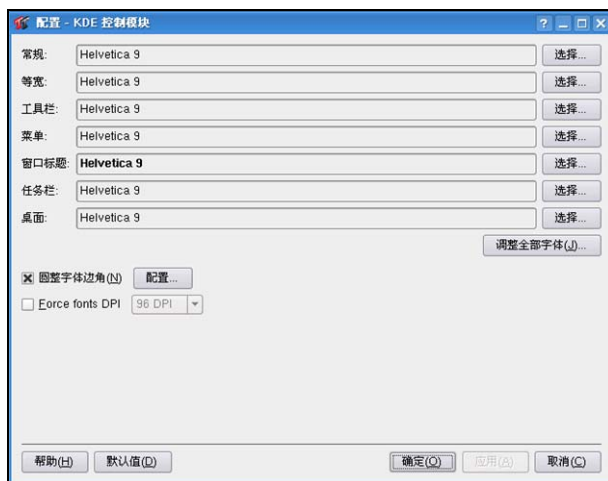 配置 - KDE 控制模块
常规: Helvetica 9 选择...
等宽: Helvetica 9 选择...
工具栏: Helvetica 9 选择...
菜单: Helvetica 9 选择...
窗口标题: Helvetica 9 选择...
任务栏: Helvetica 9 选择...
桌面: Helvetica 9 选择...
调整全部字体(J)...
圆整字体边角(N) 配置...
Force fonts DPI 96 DPI
帮助(H) 默认值(D) 确定(O) 应用(A) 取消(C)